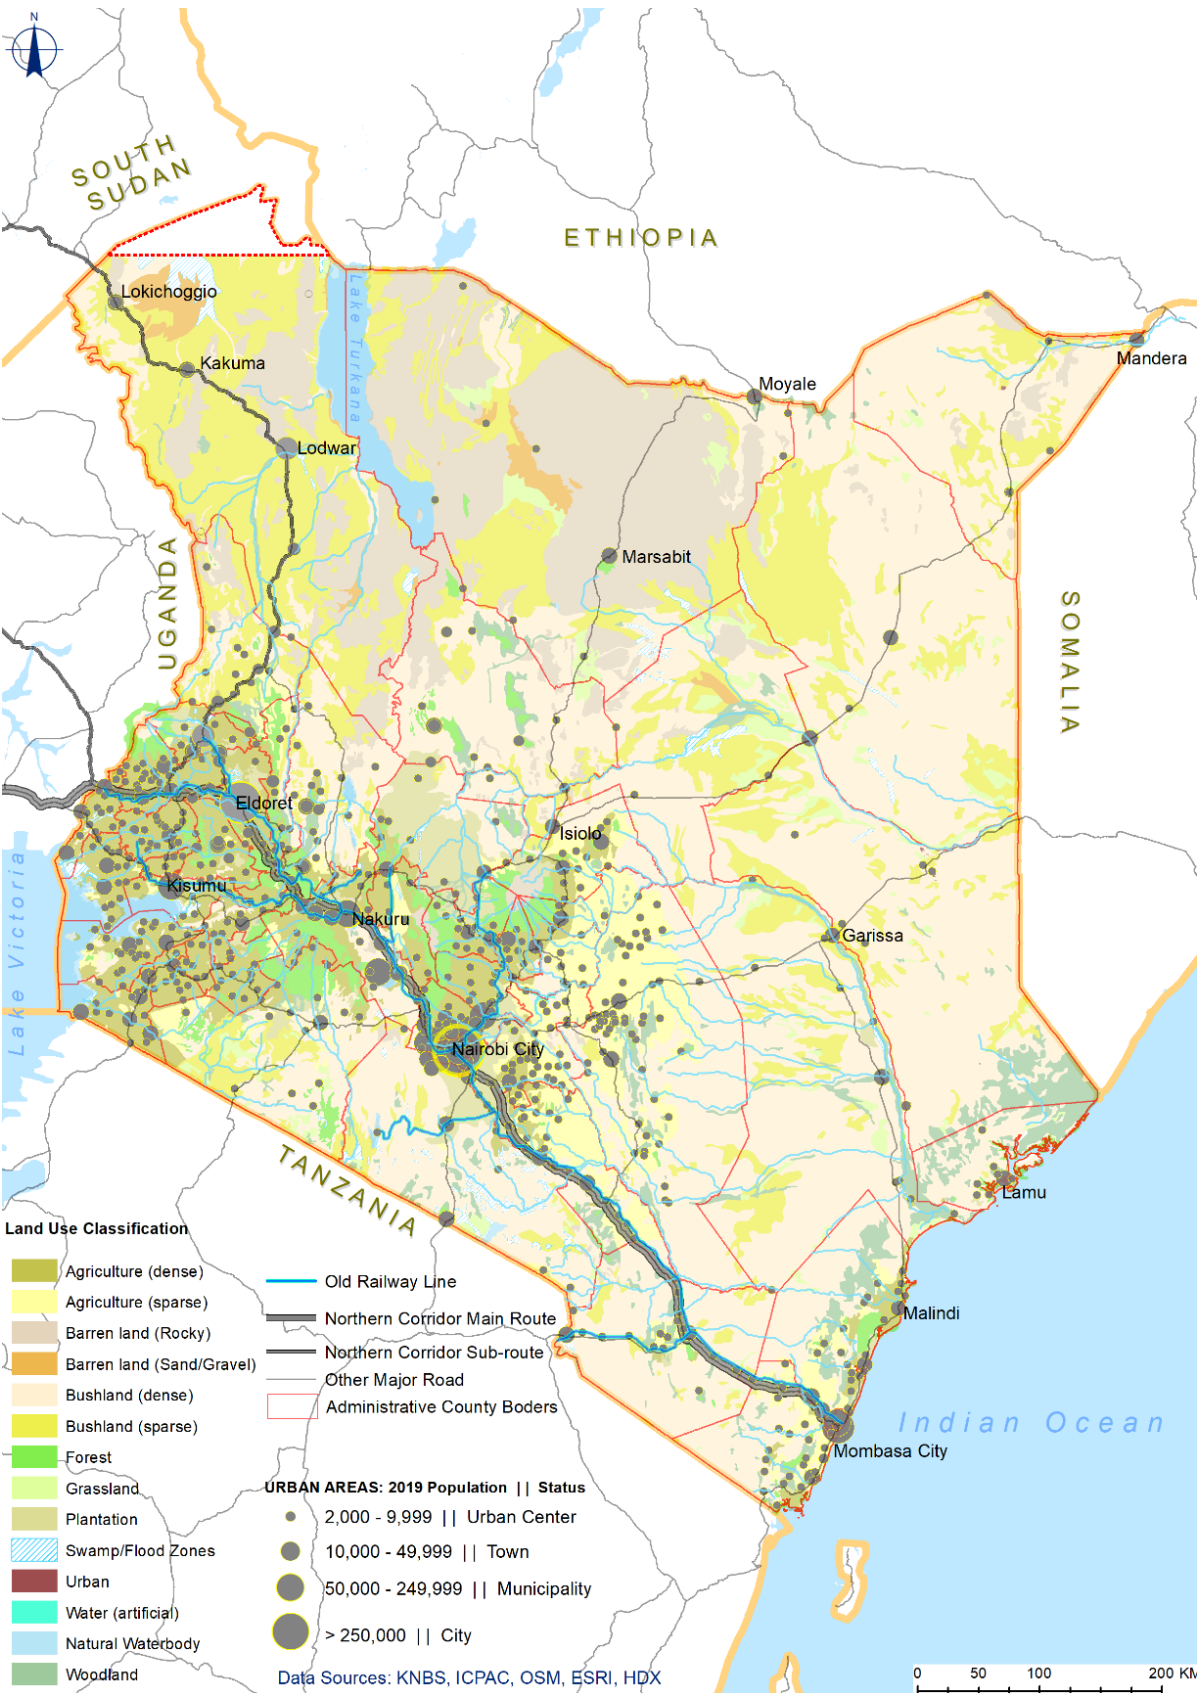 N
SOUTH
SUDAN
ETHIOPIA
Lokichoggio
Lake Turkana
Kakuma
Mandera
Moyale
Lodwar
Marsabit
UGANDA
SOMALIA
Eldoret
Isiolo
Lake Victoria
Kisumu
Nakuru
Garissa
Nairobi City
TANZANIA
Lamu
Malindi
Indian Ocean
Mombasa City
Land Use Classification
Agriculture (dense)
Agriculture (sparse)
Barren land (Rocky)
Barren land (Sand/Gravel)
Bushland (dense)
Bushland (sparse)
Forest
Grassland
Plantation
Swamp/Flood Zones
Urban
Water (artificial)
Natural Waterbody
Woodland
Old Railway Line
Northern Corridor Main Route
Northern Corridor Sub-route
Other Major Road
Administrative County Boders
URBAN AREAS: 2019 Population || Status
2,000 - 9,999 || Urban Center
10,000 - 49,999 || Town
50,000 - 249,999 || Municipality
> 250,000 || City
Data Sources: KNBS, ICPAC, OSM, ESRI, HDX
0 50 100 200 KM